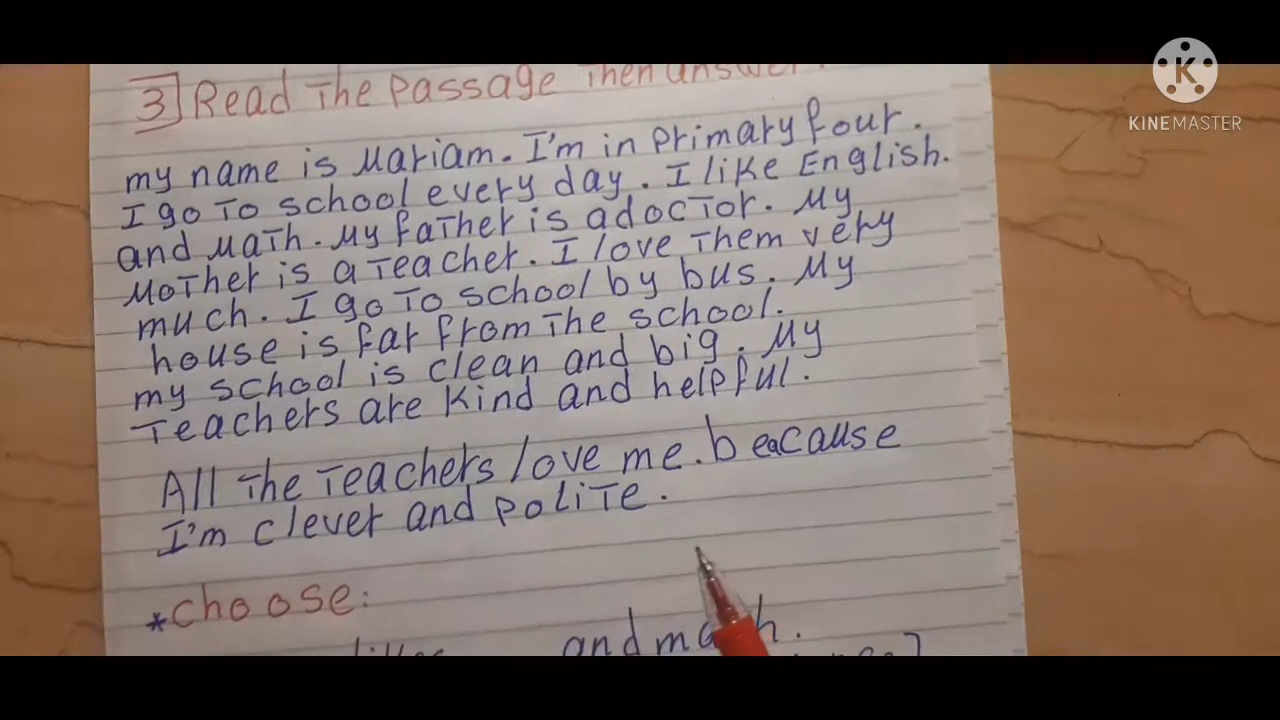 KINEMASTER
3 Read The Passage Then answer.
my name is Mariam. I'm in Primary four.
I go To school every day. I like English.
and Math. My father is a doctor. My
Mother is a Teacher. I love Them very
much. I go To school by bus. My
house is far from The school.
my school is clean and big. My
Teachers are Kind and helpful.
All The Teachers love me. beacause
I'm clever and polite.
*choose:
and math.